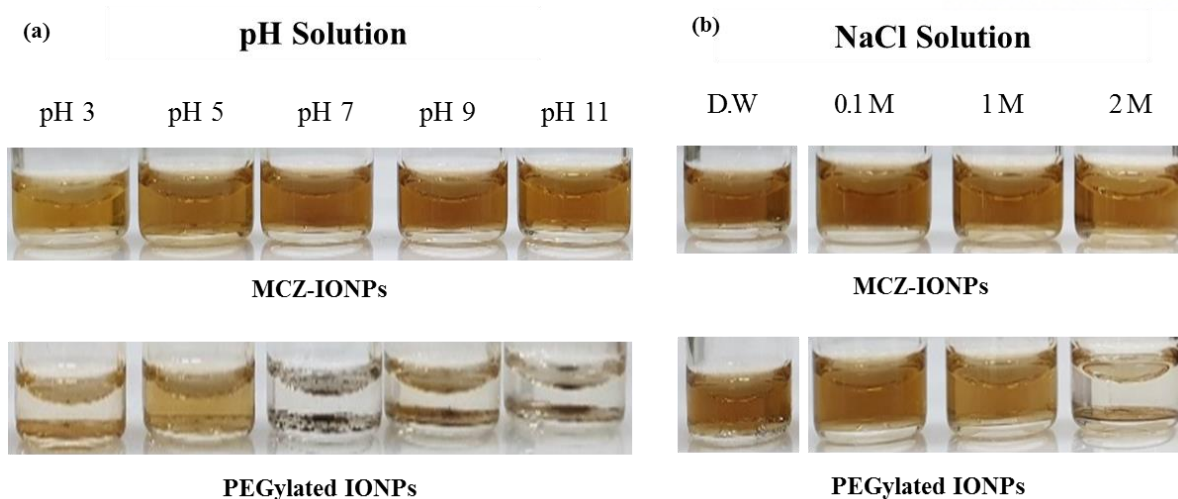 (a)
pH Solution
pH 3 pH 5 pH 7 pH 9 pH 11
MCZ-IONPs
PEGylated IONPs
(b)
NaCl Solution
D.W 0.1 M 1 M 2 M
MCZ-IONPs
PEGylated IONPs